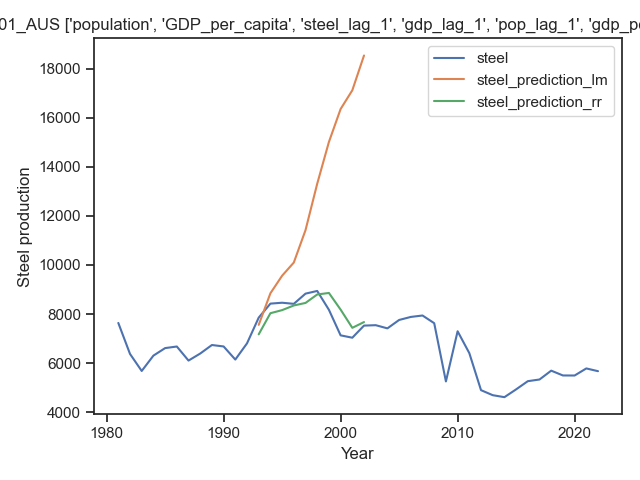 01_AUS ['population', 'GDP_per_capita', 'steel_lag_1', 'gdp_lag_1', 'pop_lag_1', 'gdp_pe
steel
steel_prediction_lm
steel_prediction_rr
18000
16000
14000
12000
10000
8000
6000
4000
Steel production
1980
1990
2000
2010
2020
Year